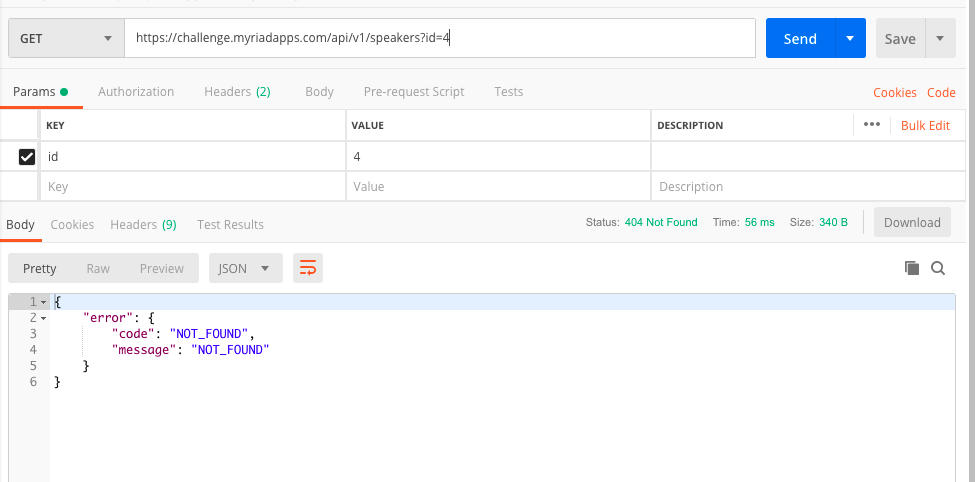 GET https://challenge.myriadapps.com/api/v1/speakers?id=4 Send Save
Params Authorization Headers (2) Body Pre-request Script Tests Cookies Code
KEY VALUE DESCRIPTION ••• Bulk Edit
id 4
Key Value Description
Body Cookies Headers (9) Test Results Status: 404 Not Found Time: 56 ms Size: 340 B Download
Pretty Raw Preview JSON
1 {
2 "error": {
3 "code": "NOT_FOUND",
4 "message": "NOT_FOUND"
5 }
6 }